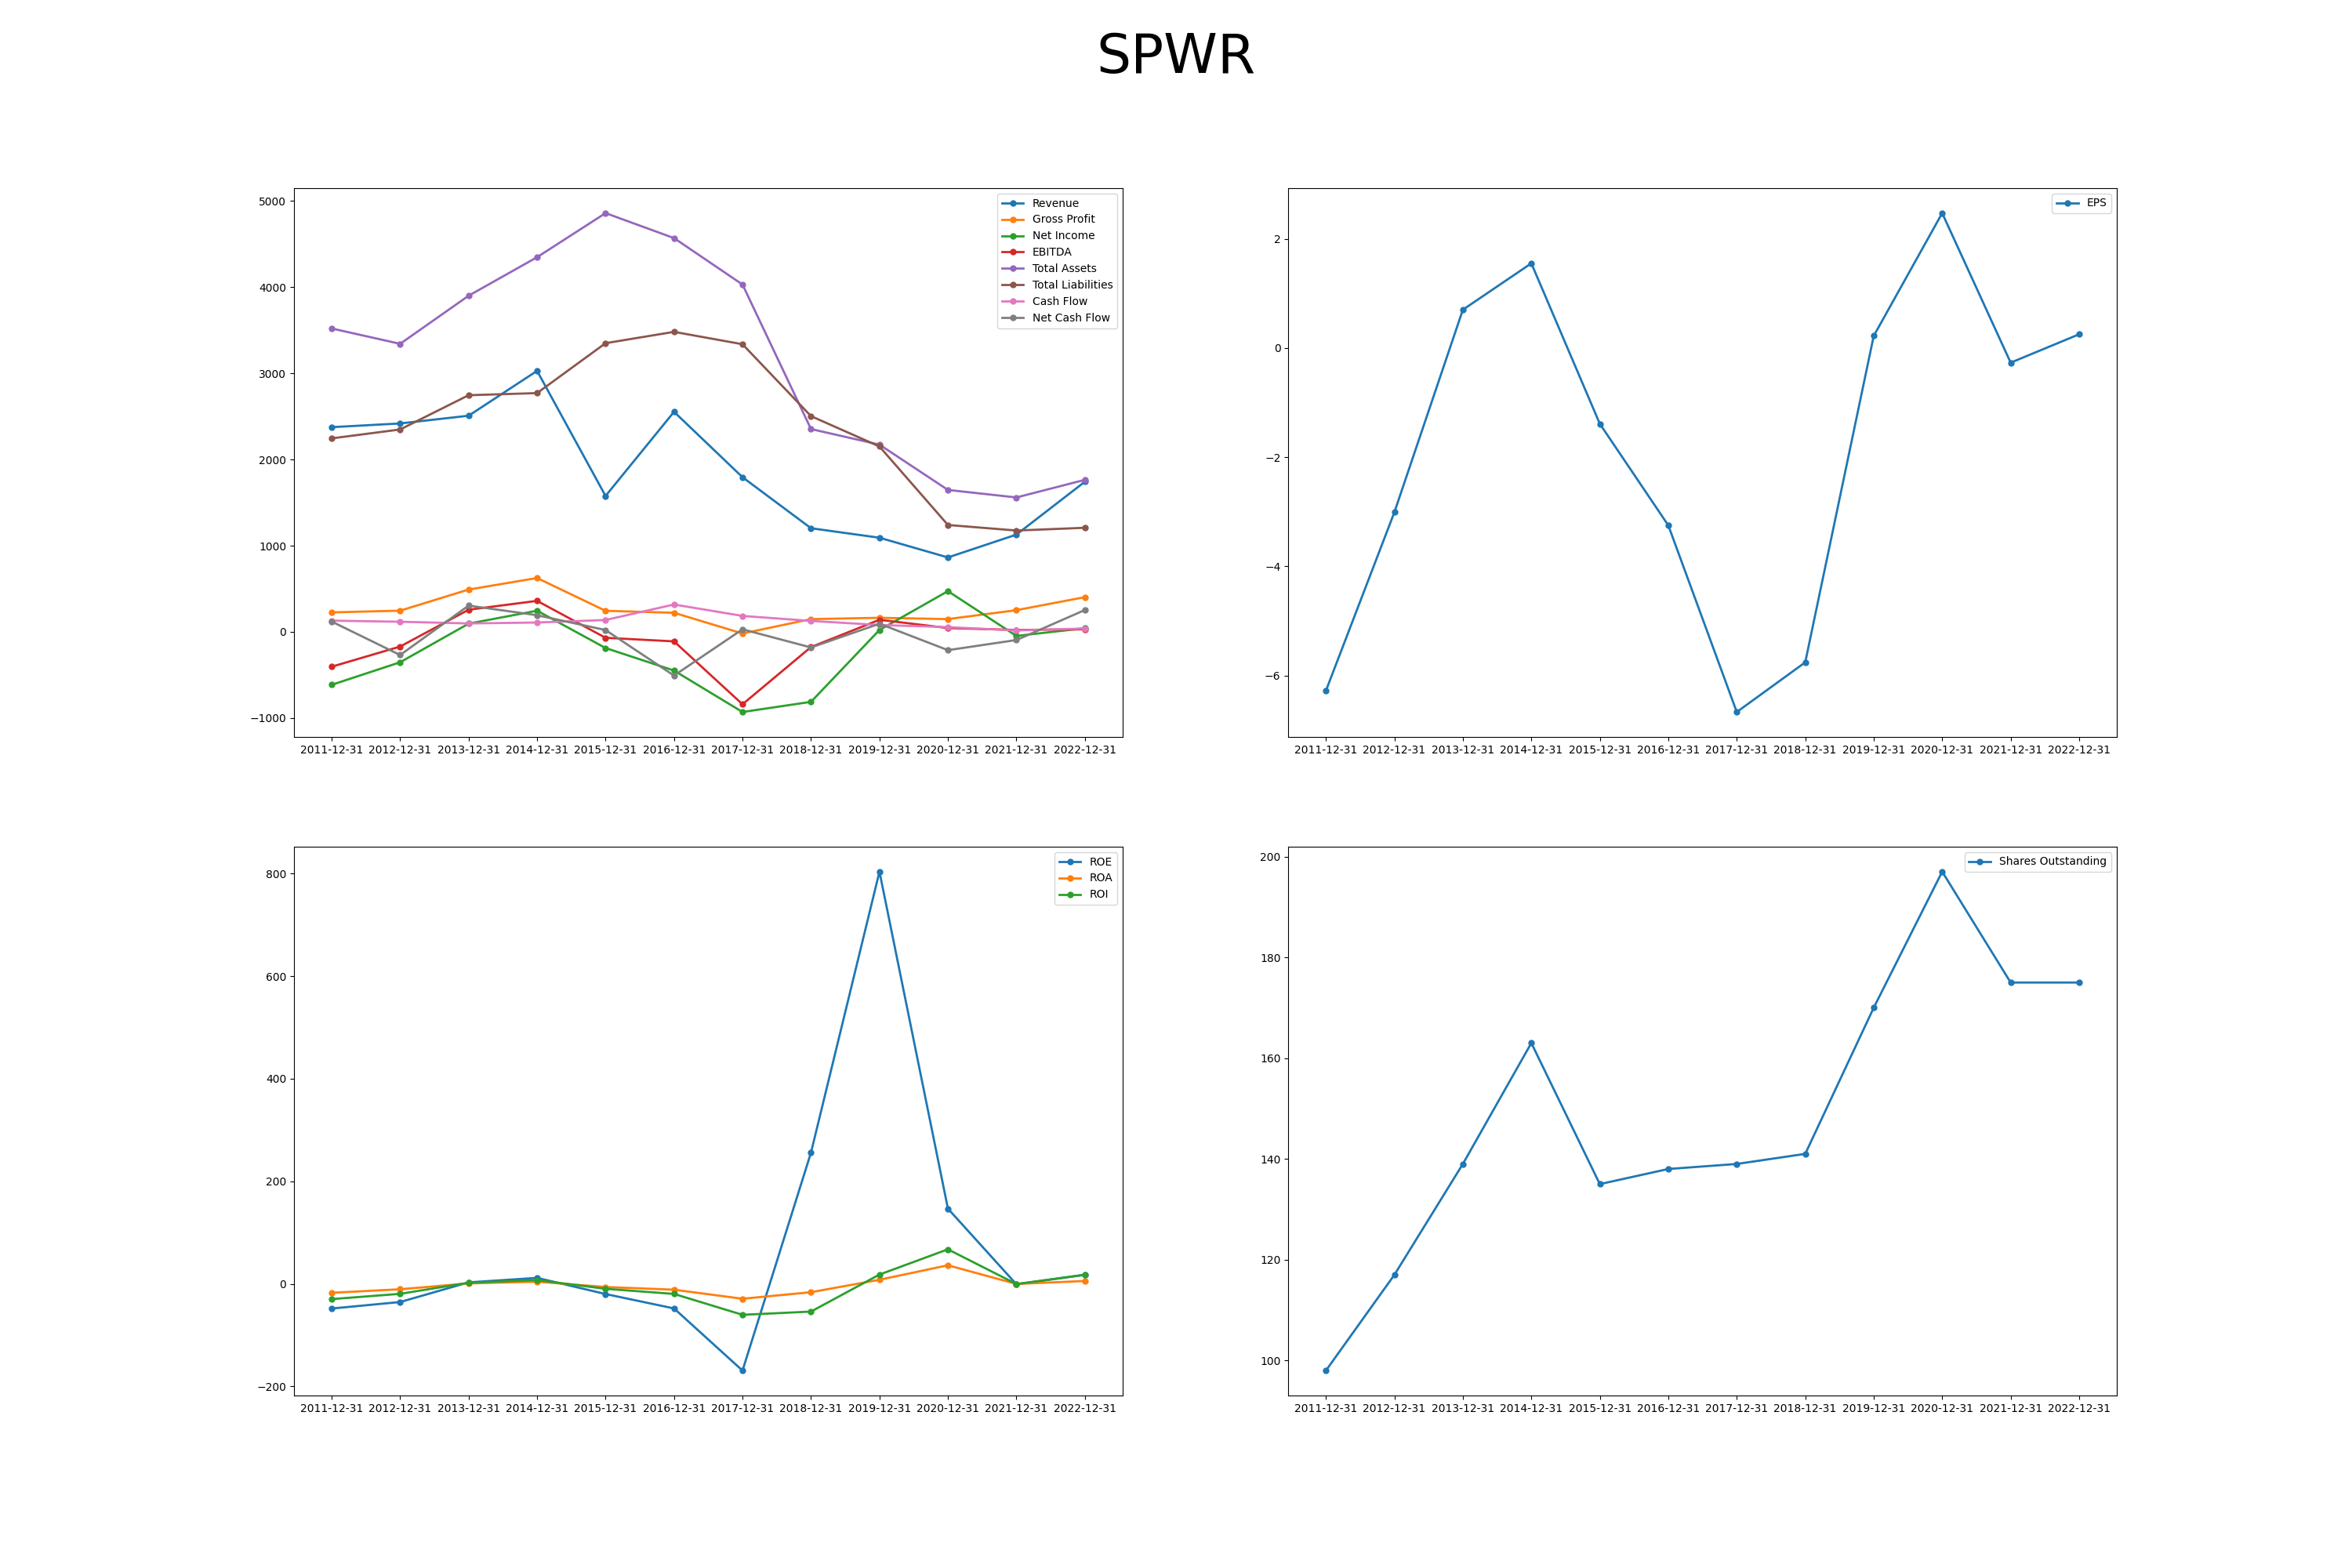 SPWR
5000
4000
3000
2000
1000
0
−1000
Revenue
Gross Profit
Net Income
EBITDA
Total Assets
Total Liabilities
Cash Flow
Net Cash Flow
2011-12-31 2012-12-31 2013-12-31 2014-12-31 2015-12-31 2016-12-31 2017-12-31 2018-12-31 2019-12-31 2020-12-31 2021-12-31 2022-12-31
2
0
−2
−4
−6
EPS
2011-12-31 2012-12-31 2013-12-31 2014-12-31 2015-12-31 2016-12-31 2017-12-31 2018-12-31 2019-12-31 2020-12-31 2021-12-31 2022-12-31
800
600
400
200
0
−200
ROE
ROA
ROI
2011-12-31 2012-12-31 2013-12-31 2014-12-31 2015-12-31 2016-12-31 2017-12-31 2018-12-31 2019-12-31 2020-12-31 2021-12-31 2022-12-31
200
180
160
140
120
100
Shares Outstanding
2011-12-31 2012-12-31 2013-12-31 2014-12-31 2015-12-31 2016-12-31 2017-12-31 2018-12-31 2019-12-31 2020-12-31 2021-12-31 2022-12-31